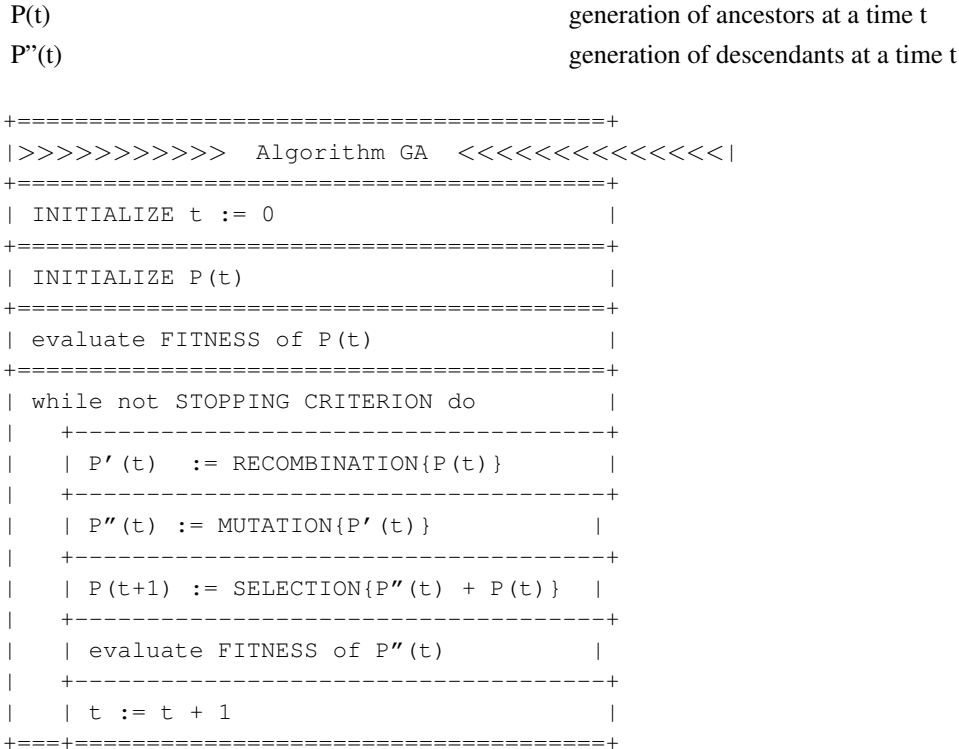 P(t) generation of ancestors at a time t
P”(t) generation of descendants at a time t
+=========================================+
|>>>>>>>>>>> Algorithm GA <<<<<<<<<<<<<<|
+=========================================+
| INITIALIZE t := 0 |
+=========================================+
| INITIALIZE P(t) |
+=========================================+
| evaluate FITNESS of P(t) |
+=========================================+
| while not STOPPING CRITERION do |
| +-------------------------------------+
| | P'(t) := RECOMBINATION{P(t)} |
| +-------------------------------------+
| | P"(t) := MUTATION{P'(t)} |
| +-------------------------------------+
| | P(t+1) := SELECTION{P"(t) + P(t)} |
| +-------------------------------------+
| | evaluate FITNESS of P"(t) |
| +-------------------------------------+
| | t := t + 1 |
+===+=====================================+